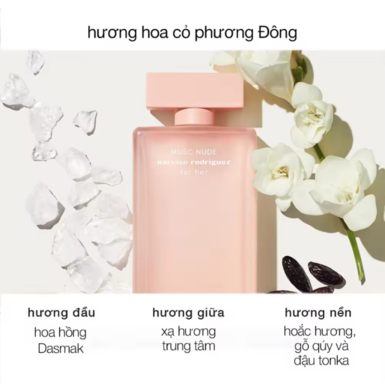 hương hoa cỏ phương Đông
MUSC NUDE
narciso rodriguez
for her
hương đầu
hoa hồng
Dasmak
hương giữa
xạ hương
trung tâm
hương nền
hoắc hương,
gỗ qúy và
đậu tonka